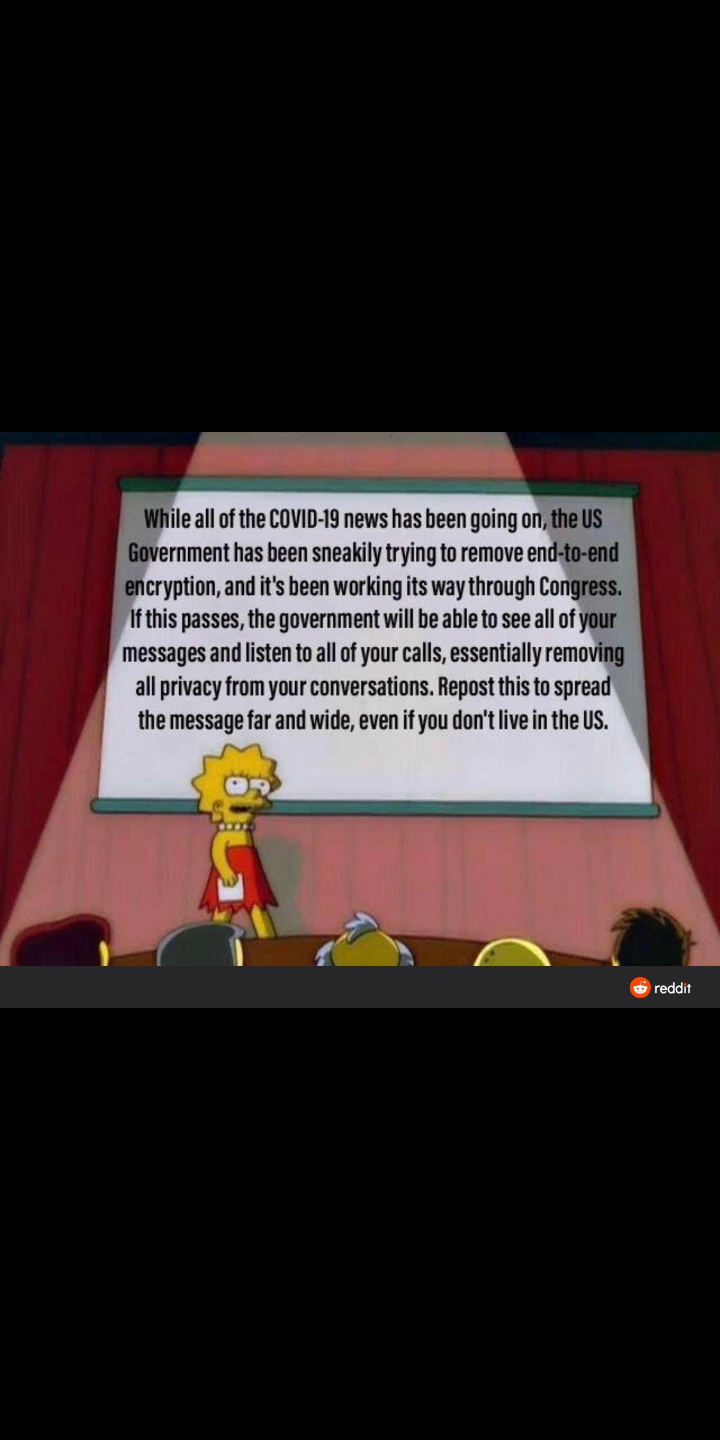 While all of the COVID-19 news has been going on, the US
Government has been sneakily trying to remove end-to-end
encryption, and it's been working its way through Congress.
If this passes, the government will be able to see all of your
messages and listen to all of your calls, essentially removing
all privacy from your conversations. Repost this to spread
the message far and wide, even if you don't live in the US.
reddit